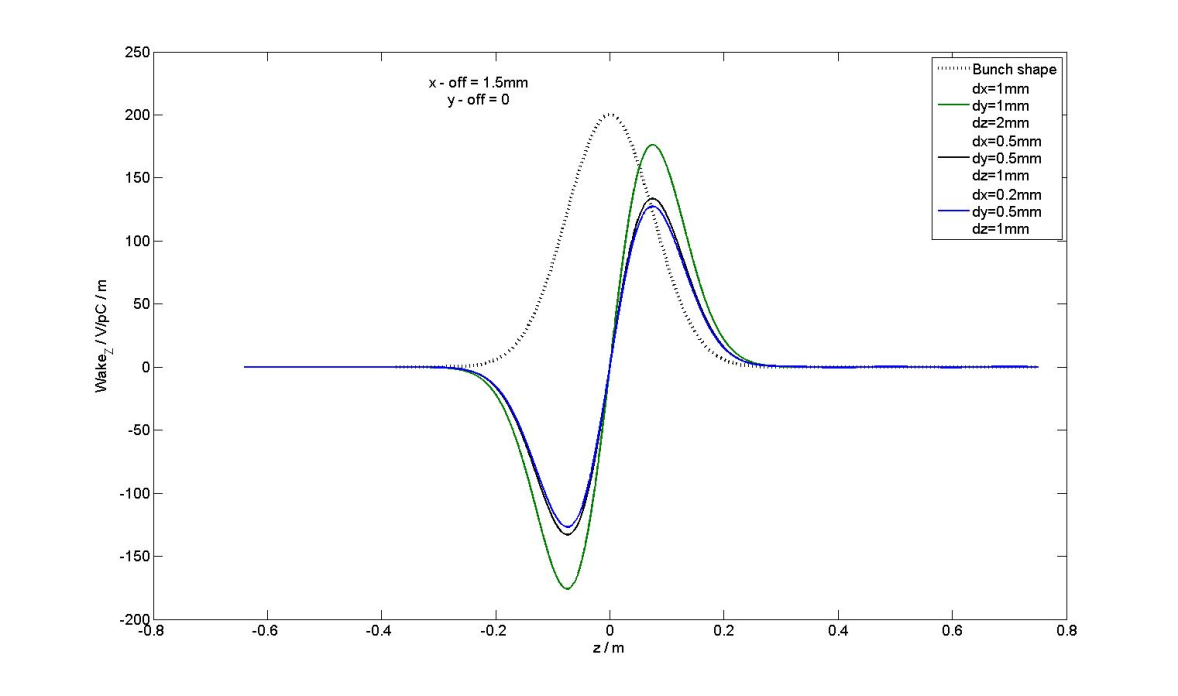 x - off = 1.5mm
y - off = 0
Bunch shape
dx=1mm
dy=1mm
dz=2mm
dx=0.5mm
dy=0.5mm
dz=1mm
dx=0.2mm
dy=0.5mm
dz=1mm
250
200
150
100
50
0
-50
-100
-150
-200
WakeZ / V/pC / m
-0.8
-0.6
-0.4
-0.2
0
0.2
0.4
0.6
0.8
z / m